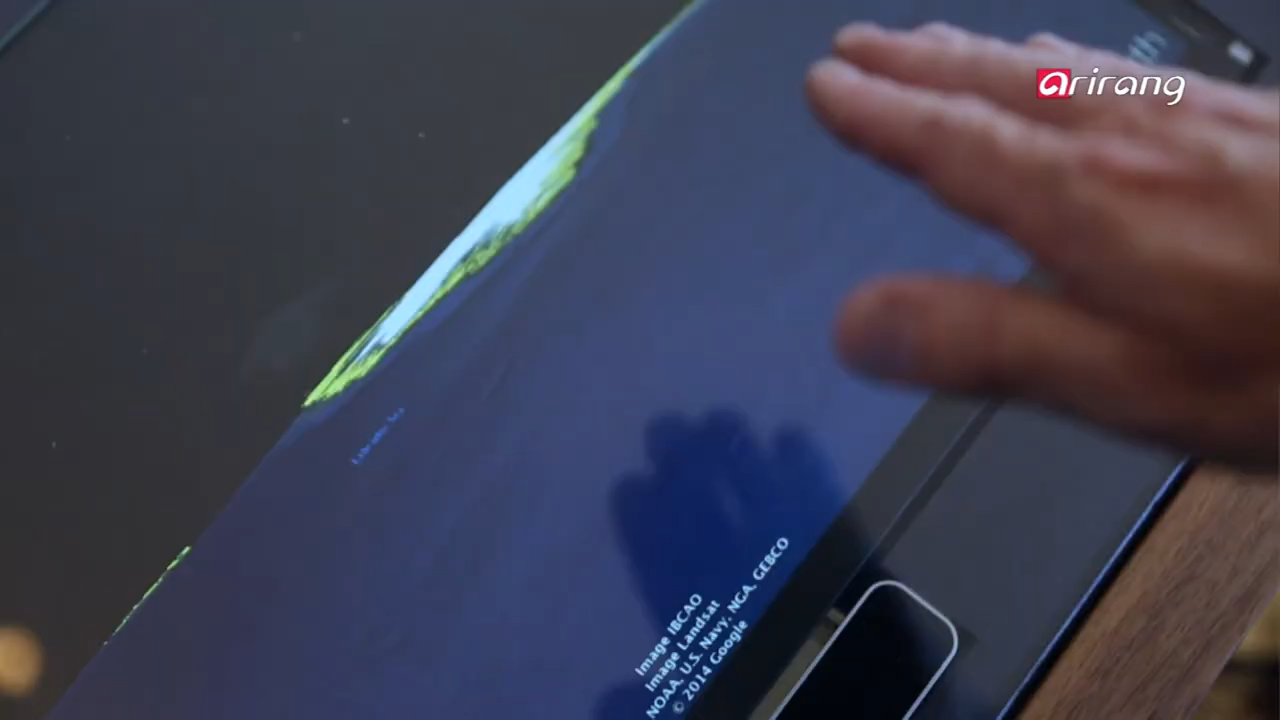 arirang
Image IBCAO
Image Landsat
NOAA, U.S. Navy, NGA, GEBCO
© 2014 Google